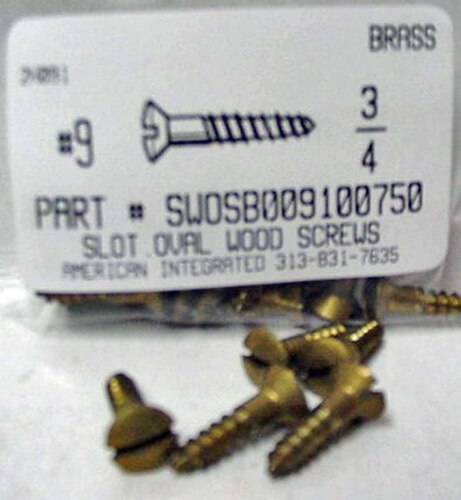 BRASS
#9
3
4
PART # SWOSB009100750
SLOT OVAL WOOD SCREWS
AMERICAN INTEGRATED 313-831-7635